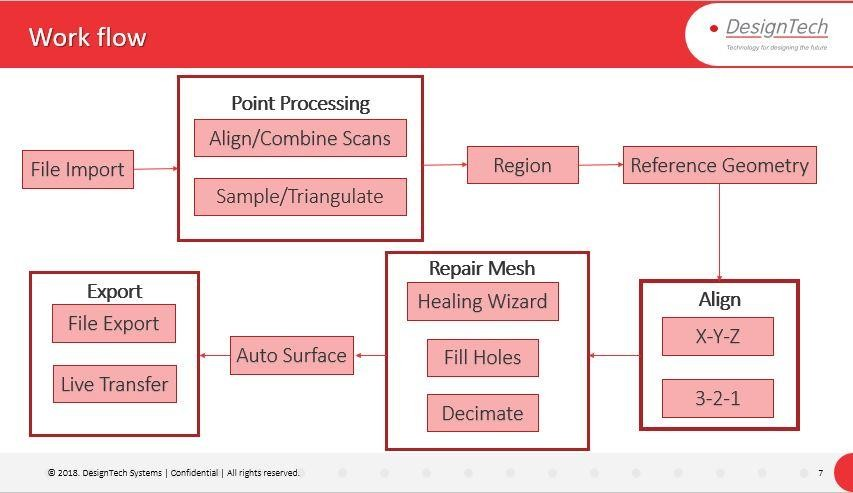 Work flow
DesignTech
Technology for designing the future
File Import
Point Processing
Align/Combine Scans
Sample/Triangulate
Region
Reference Geometry
Align
X-Y-Z
3-2-1
Repair Mesh
Healing Wizard
Fill Holes
Decimate
Auto Surface
Export
File Export
Live Transfer
© 2018. DesignTech Systems | Confidential | All rights reserved.
7